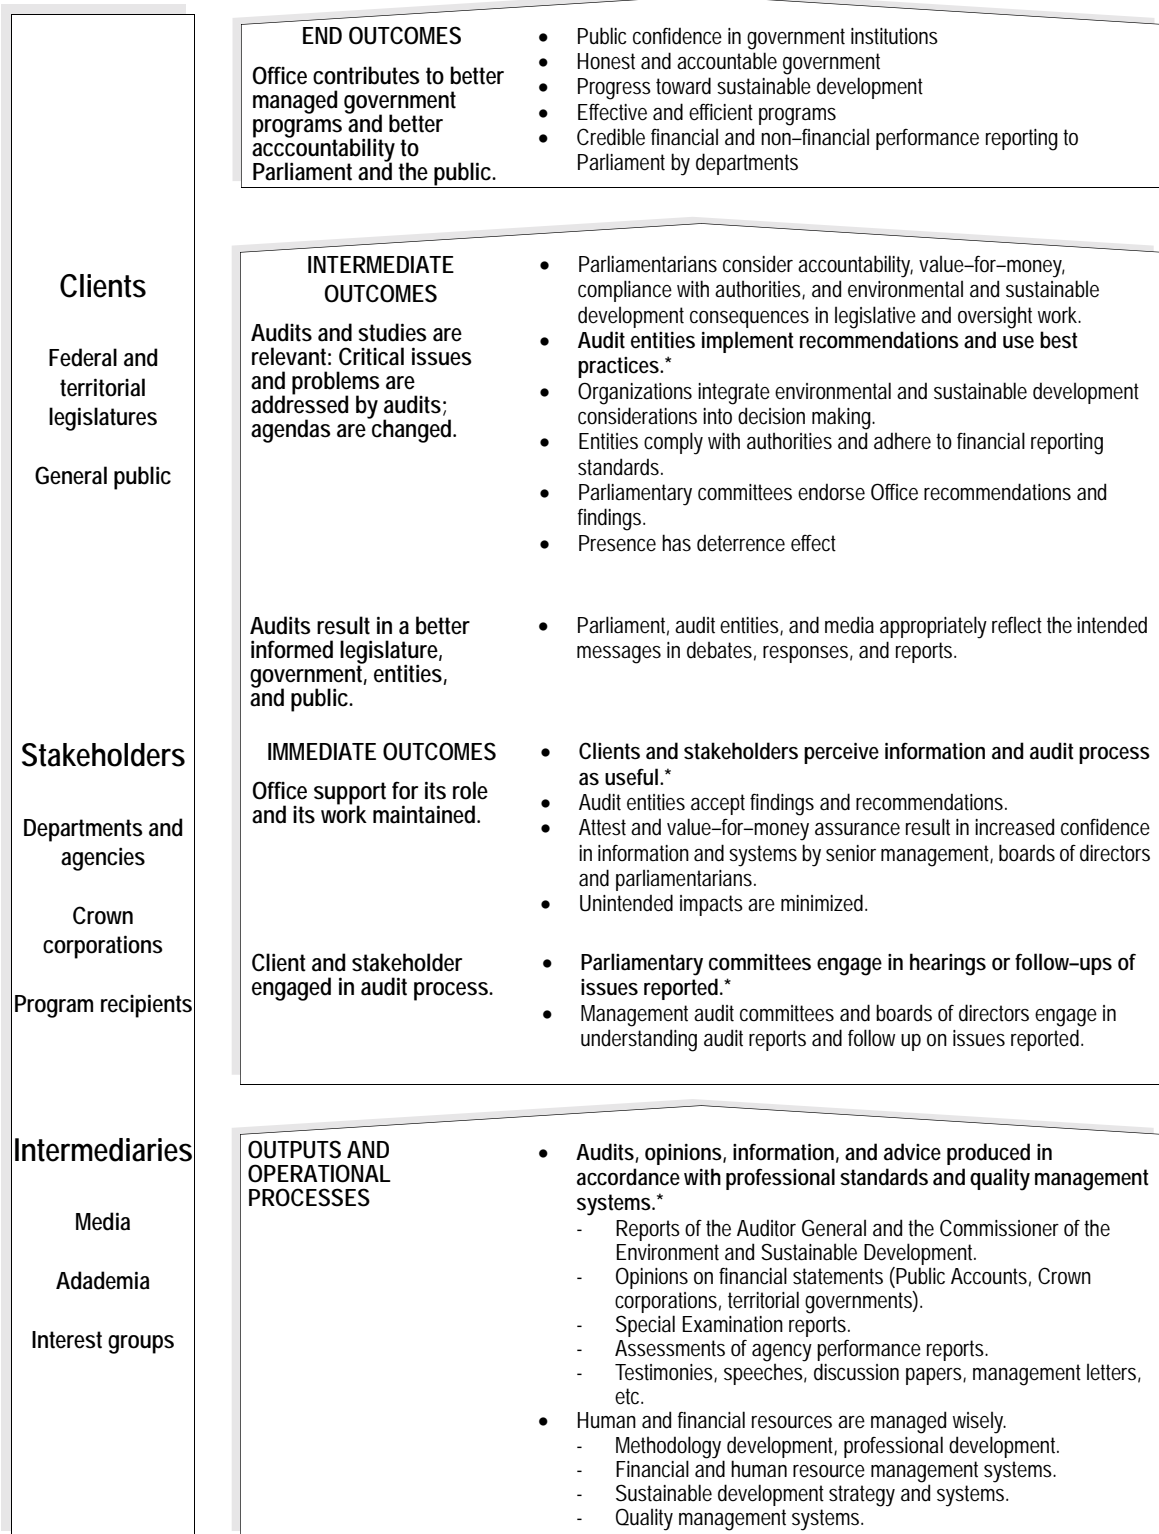 END OUTCOMES
Office contributes to better
managed government
programs and better
acccountability to
Parliament and the public.
• Public confidence in government institutions
• Honest and accountable government
• Progress toward sustainable development
• Effective and efficient programs
• Credible financial and non–financial performance reporting to
Parliament by departments
Clients
Federal and
territorial
legislatures
General public
INTERMEDIATE
OUTCOMES
Audits and studies are
relevant: Critical issues
and problems are
addressed by audits;
agendas are changed.
• Parliamentarians consider accountability, value–for–money,
compliance with authorities, and environmental and sustainable
development consequences in legislative and oversight work.
• Audit entities implement recommendations and use best
practices.*
• Organizations integrate environmental and sustainable development
considerations into decision making.
• Entities comply with authorities and adhere to financial reporting
standards.
• Parliamentary committees endorse Office recommendations and
findings.
• Presence has deterrence effect
Audits result in a better
informed legislature,
government, entities,
and public.
• Parliament, audit entities, and media appropriately reflect the intended
messages in debates, responses, and reports.
Stakeholders
Departments and
agencies
Crown
corporations
Program recipients
IMMEDIATE OUTCOMES
Office support for its role
and its work maintained.
• Clients and stakeholders perceive information and audit process
as useful.*
• Audit entities accept findings and recommendations.
• Attest and value–for–money assurance result in increased confidence
in information and systems by senior management, boards of directors
and parliamentarians.
• Unintended impacts are minimized.
Client and stakeholder
engaged in audit process.
• Parliamentary committees engage in hearings or follow–ups of
issues reported.*
• Management audit committees and boards of directors engage in
understanding audit reports and follow up on issues reported.
Intermediaries
Media
Adademia
Interest groups
OUTPUTS AND
OPERATIONAL
PROCESSES
• Audits, opinions, information, and advice produced in
accordance with professional standards and quality management
systems.*
- Reports of the Auditor General and the Commissioner of the
Environment and Sustainable Development.
- Opinions on financial statements (Public Accounts, Crown
corporations, territorial governments).
- Special Examination reports.
- Assessments of agency performance reports.
- Testimonies, speeches, discussion papers, management letters,
etc.
• Human and financial resources are managed wisely.
- Methodology development, professional development.
- Financial and human resource management systems.
- Sustainable development strategy and systems.
- Quality management systems.